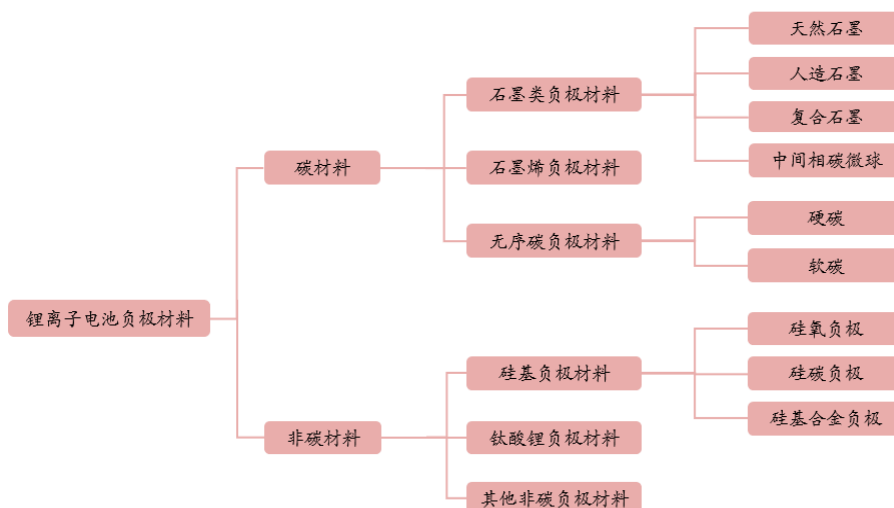 锂离子电池负极材料
碳材料
石墨类负极材料
天然石墨
人造石墨
复合石墨
中间相碳微球
石墨烯负极材料
无序碳负极材料
硬碳
软碳
非碳材料
硅基负极材料
硅氧负极
硅碳负极
硅基合金负极
钛酸锂负极材料
其他非碳负极材料